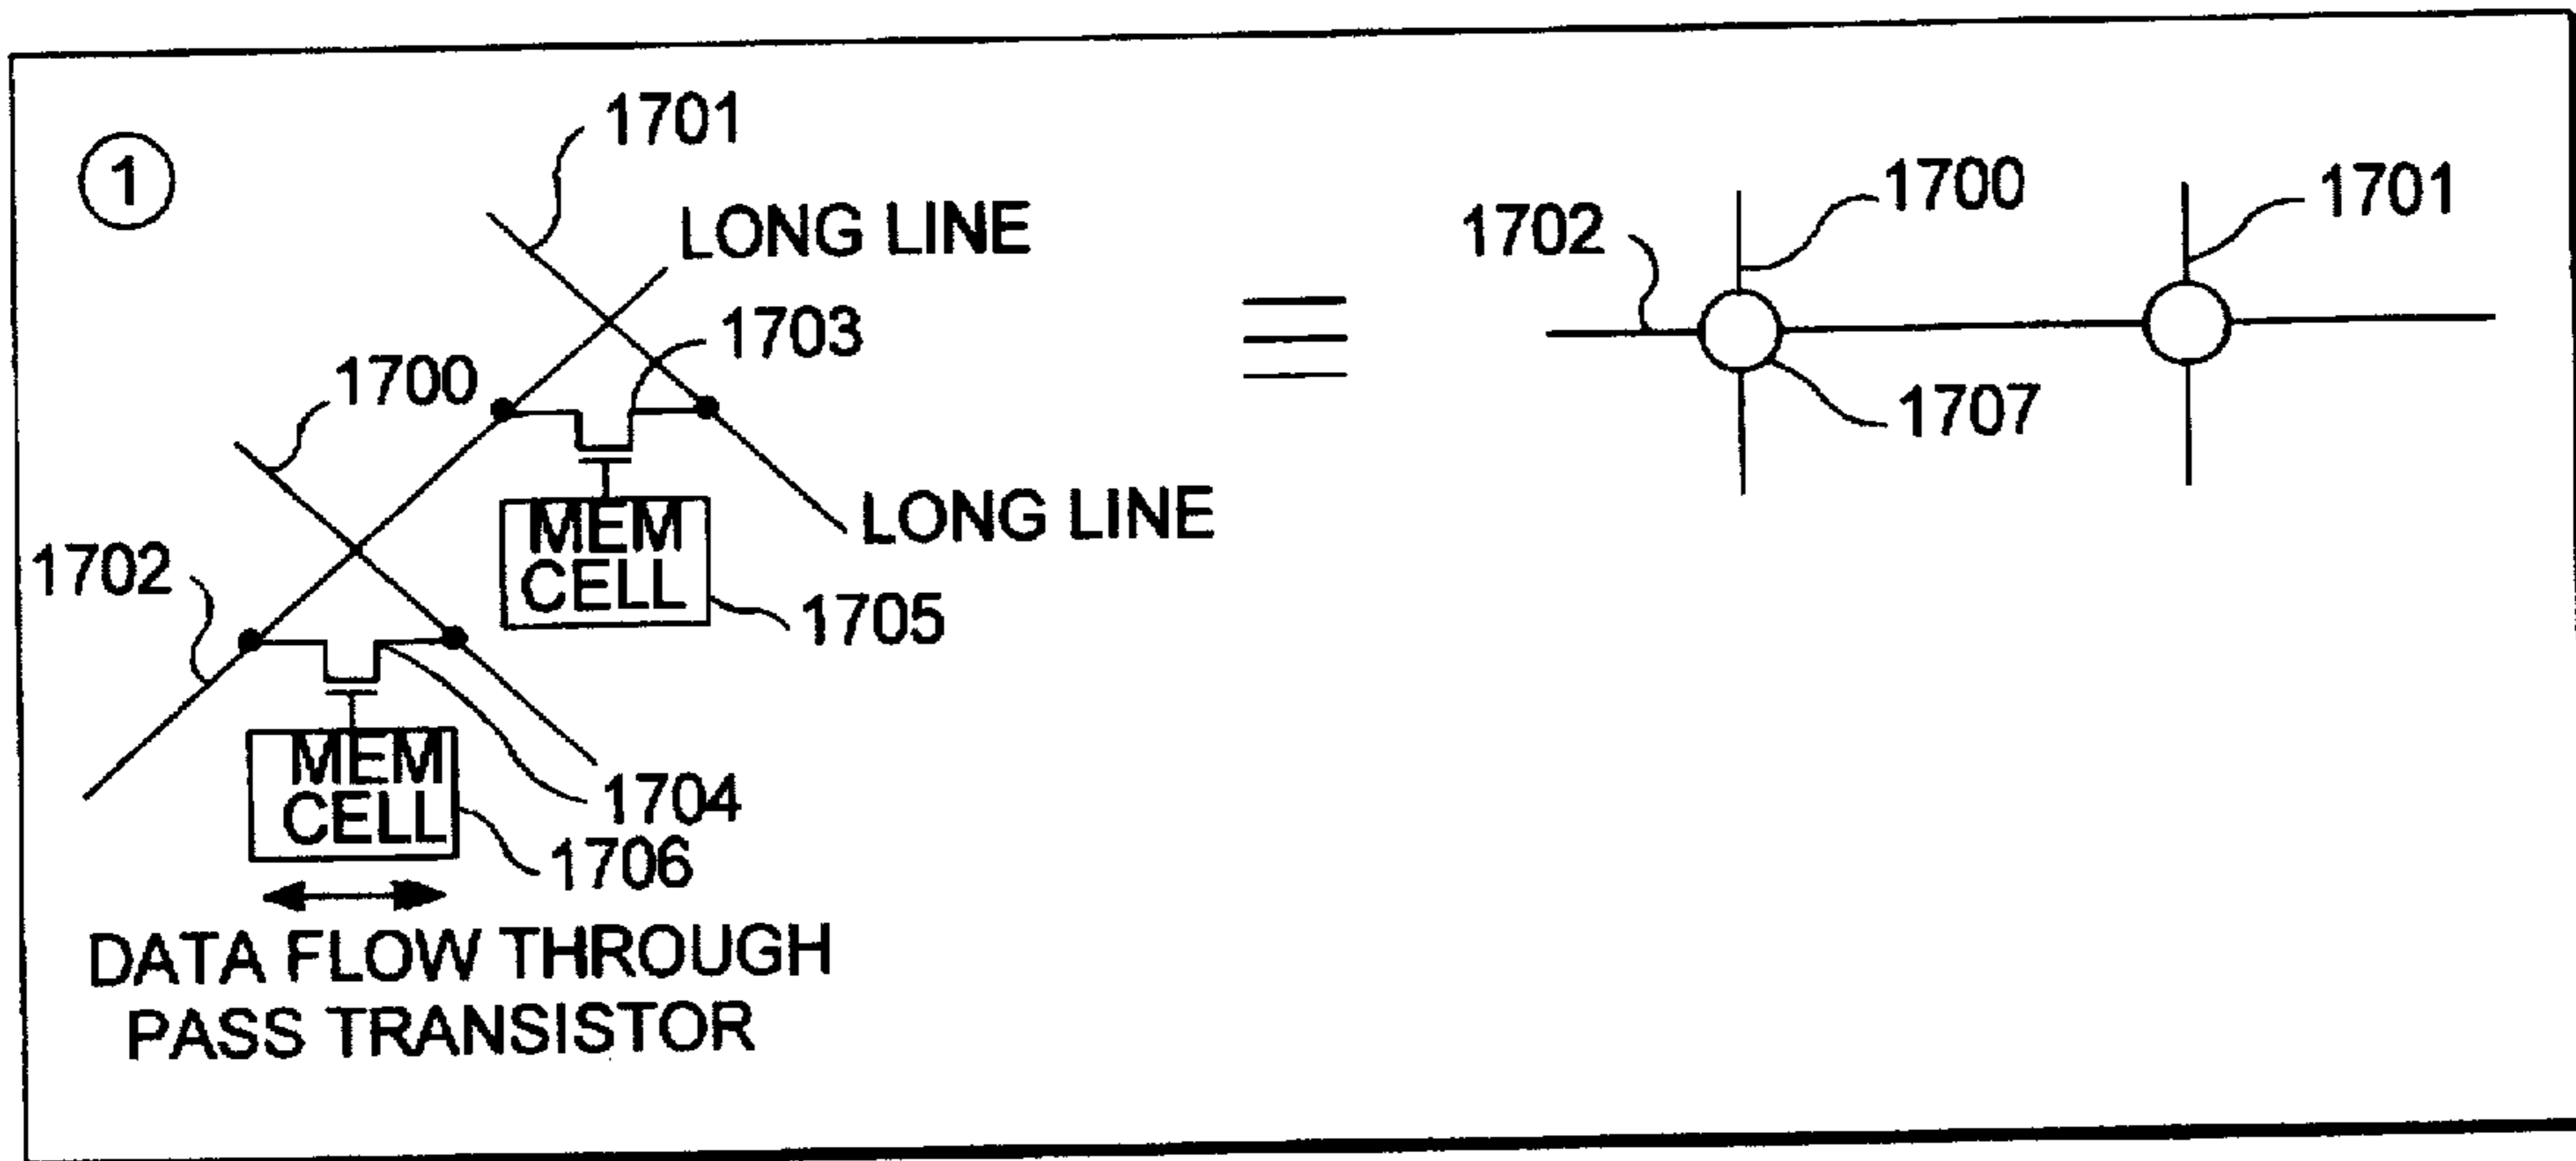 1
1701
LONG LINE
1703
1700
LONG LINE
MEM
CELL
1705
1702
MEM
CELL
1704
1706
DATA FLOW THROUGH
PASS TRANSISTOR
1700
1701
1702
1707